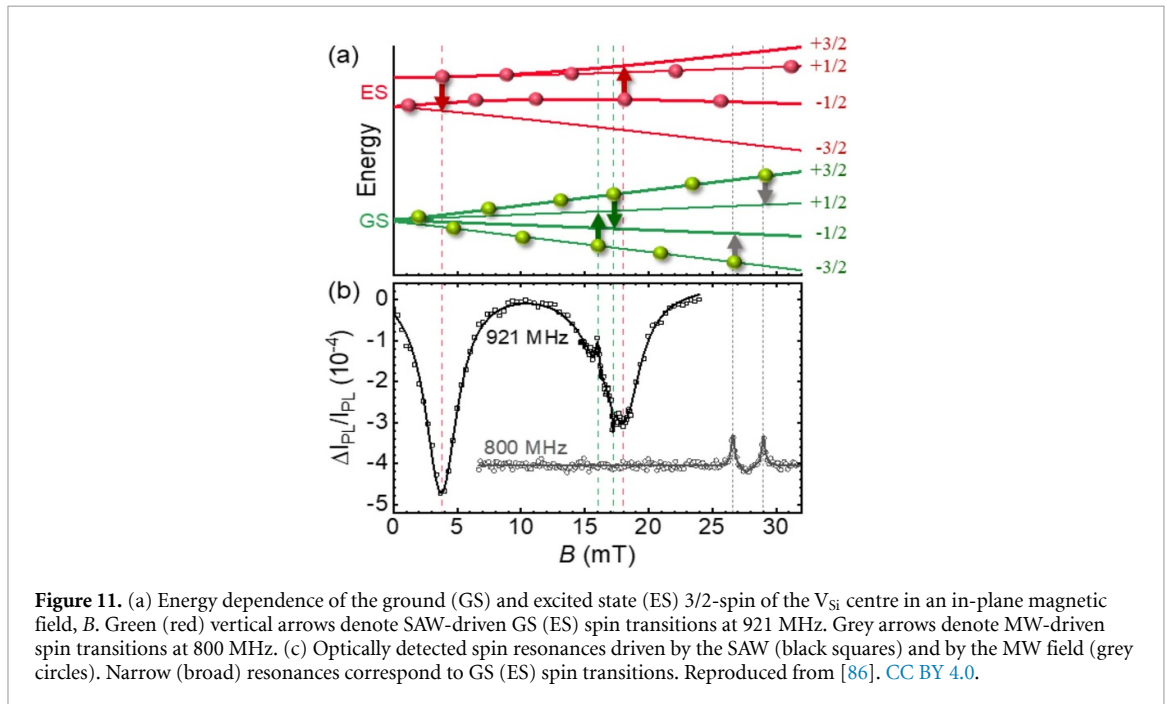 (a)
+3/2
+1/2
ES
-1/2
-3/2
Energy
+3/2
+1/2
GS
-1/2
-3/2
(b)
0
-1
921 MHz
-2
-3
800 MHz
-4
-5
ΔI_PL/I_PL (10⁻⁴)
0 5 10 15 20 25 30
B (mT)
Figure 11. (a) Energy dependence of the ground (GS) and excited state (ES) 3/2-spin of the V_Si centre in an in-plane magnetic
field, B. Green (red) vertical arrows denote SAW-driven GS (ES) spin transitions at 921 MHz. Grey arrows denote MW-driven
spin transitions at 800 MHz. (c) Optically detected spin resonances driven by the SAW (black squares) and by the MW field (grey
circles). Narrow (broad) resonances correspond to GS (ES) spin transitions. Reproduced from [86]. CC BY 4.0.